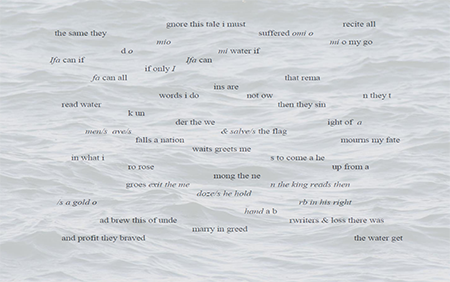 gnore this tale i must recite all
the same they suffered omi o
mio mi o my go
d o mi water if
Ifa can if Ifa can
if only I
fa can all that rema
ins are
words i do not ow n they t
read water then they sin
k un
der the we ight of a
men/s ave/s & salve/s the flag
falls a nation mourns my fate
waits greets me
in what i s to come a he
ro rose up from a
mong the ne
groes exit the me n the king reads then
doze/s he hold
/s a gold o rb in his right
hand a b
ad brew this of unde rwriters & loss there was
marry in greed
and profit they braved the water get